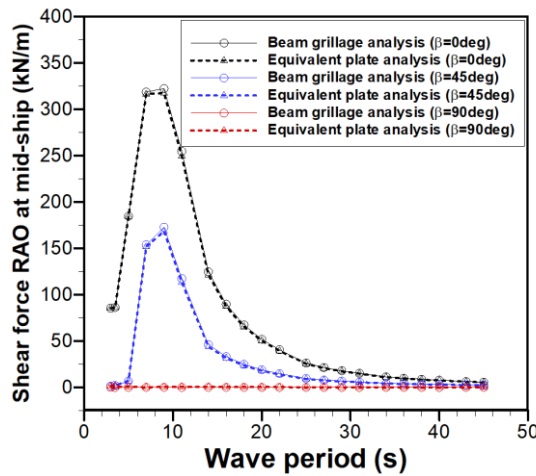 Shear force RAO at mid-ship (kN/m)
400
350
300
250
200
150
100
50
0
Beam grillage analysis (β=0deg)
Equivalent plate analysis (β=0deg)
Beam grillage analysis (β=45deg)
Equivalent plate analysis (β=45deg)
Beam grillage analysis (β=90deg)
Equivalent plate analysis (β=90deg)
0 10 20 30 40 50
Wave period (s)